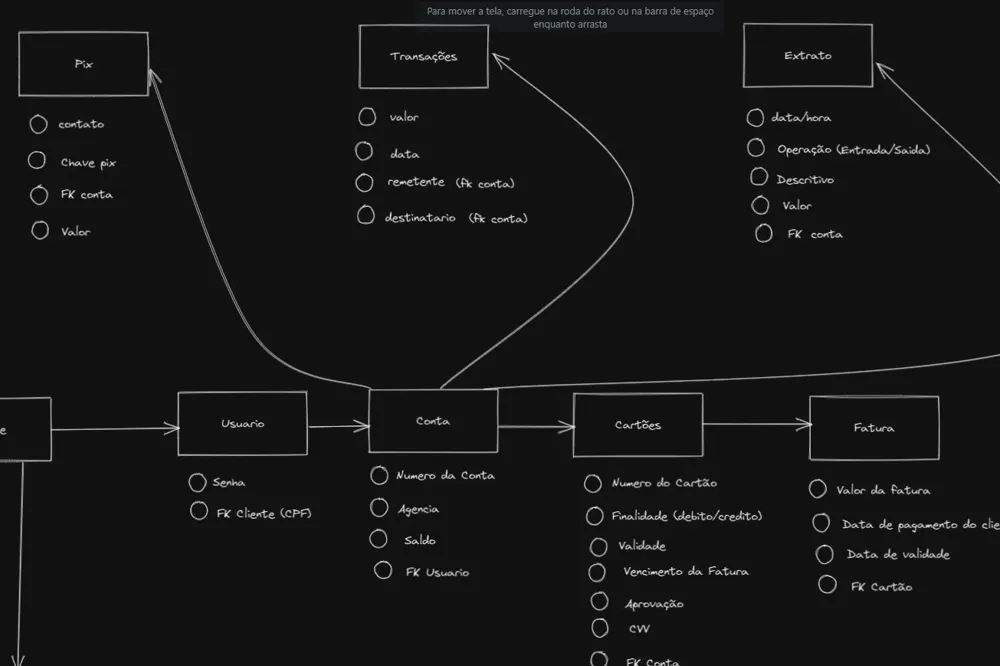 Para mover a tela, carregue na roda do rato ou na barra de espaço
enquanto arrasta
Pix
contato
Chave pix
FK conta
Valor
Transações
valor
data
remetente (fk conta)
destinatario (fk conta)
Extrato
data/hora
Operação (Entrada/Saida)
Descritivo
Valor
FK conta
e
Usuario
Senha
FK Cliente (CPF)
Conta
Numero da Conta
Agencia
Saldo
FK Usuario
Cartões
Numero do Cartão
Finalidade (debito/credito)
Validade
Vencimento da Fatura
Aprovação
CVV
FK Conta
Fatura
Valor da fatura
Data de pagamento do clie
Data de validade
FK Cartão